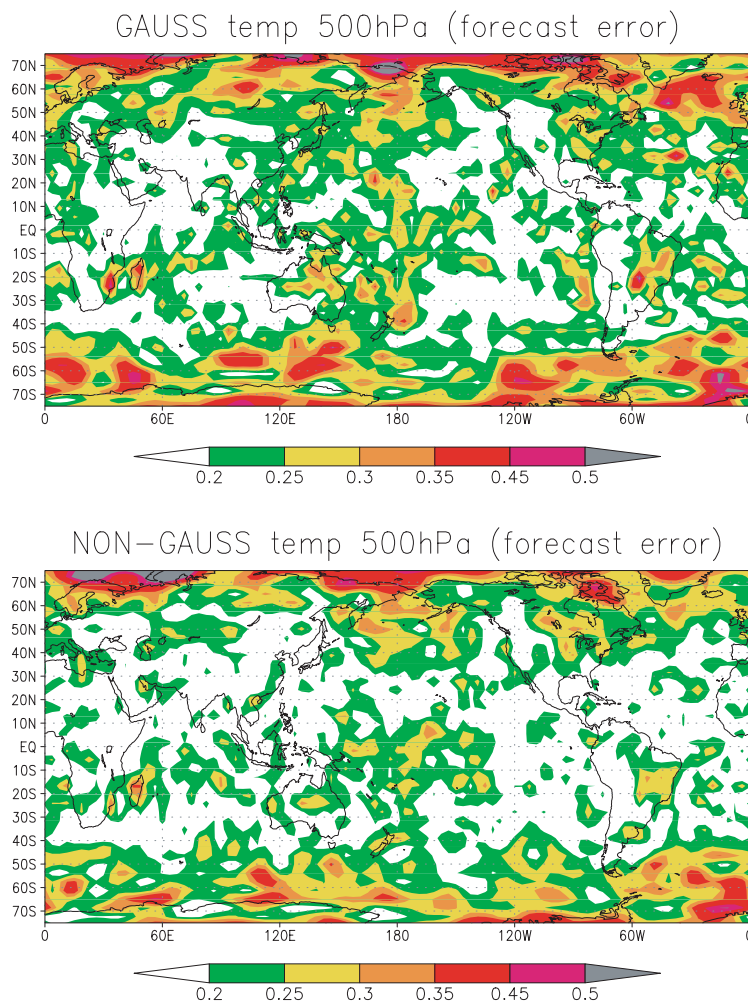 GAUSS temp 500hPa (forecast error)
70N
60N
50N
40N
30N
20N
10N
EQ
10S
20S
30S
40S
50S
60S
70S
0 60E 120E 180 120W 60W 0
0.2 0.25 0.3 0.35 0.45 0.5
NON-GAUSS temp 500hPa (forecast error)
70N
60N
50N
40N
30N
20N
10N
EQ
10S
20S
30S
40S
50S
60S
70S
0 60E 120E 180 120W 60W 0
0.2 0.25 0.3 0.35 0.45 0.5